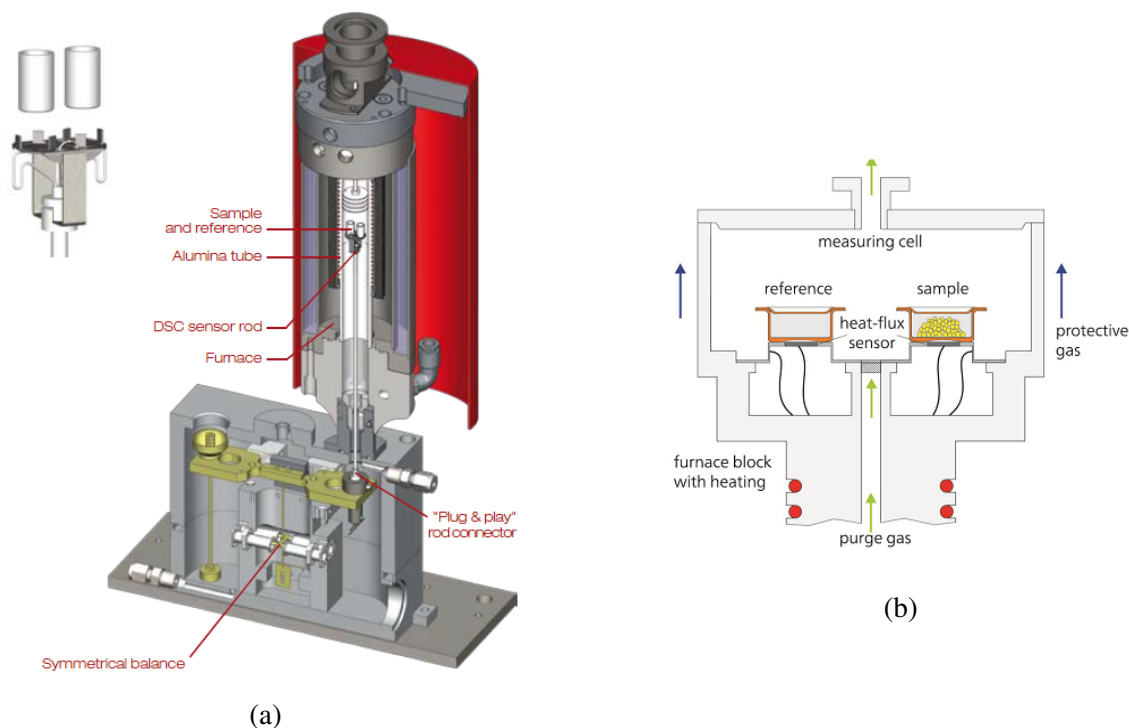 Sample
and reference
Alumina tube
DSC sensor rod
Furnace
"Plug & play"
rod connector
Symmetrical balance
(a)
measuring cell
reference
sample
heat-flux
sensor
protective
gas
furnace block
with heating
purge gas
(b)